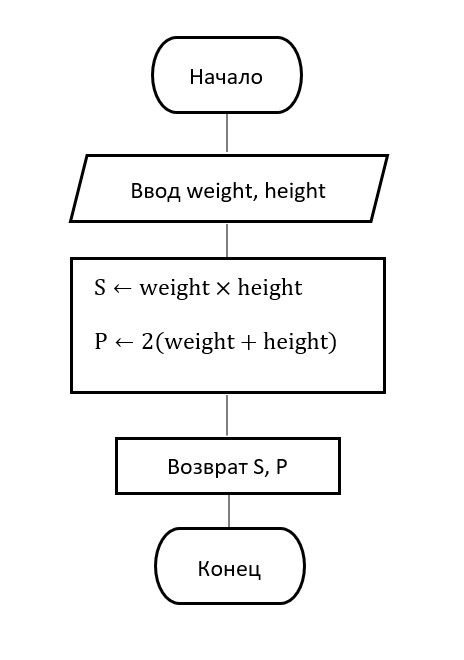 Начало
Ввод weight, height
S ← weight × height
P ← 2(weight + height)
Возврат S, P
Конец